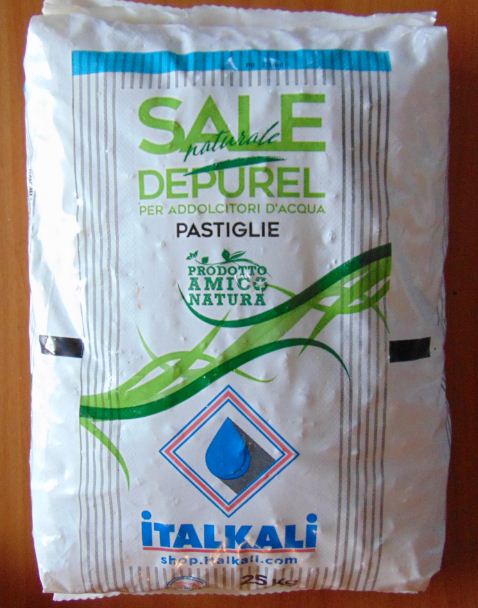 SALE
naturale
DEPUREL
PER ADDOLCITORI D'ACQUA
PASTIGLIE
PRODOTTO
AMICO
NATURA
iTALKALi
shop.italkali.com
25 KG